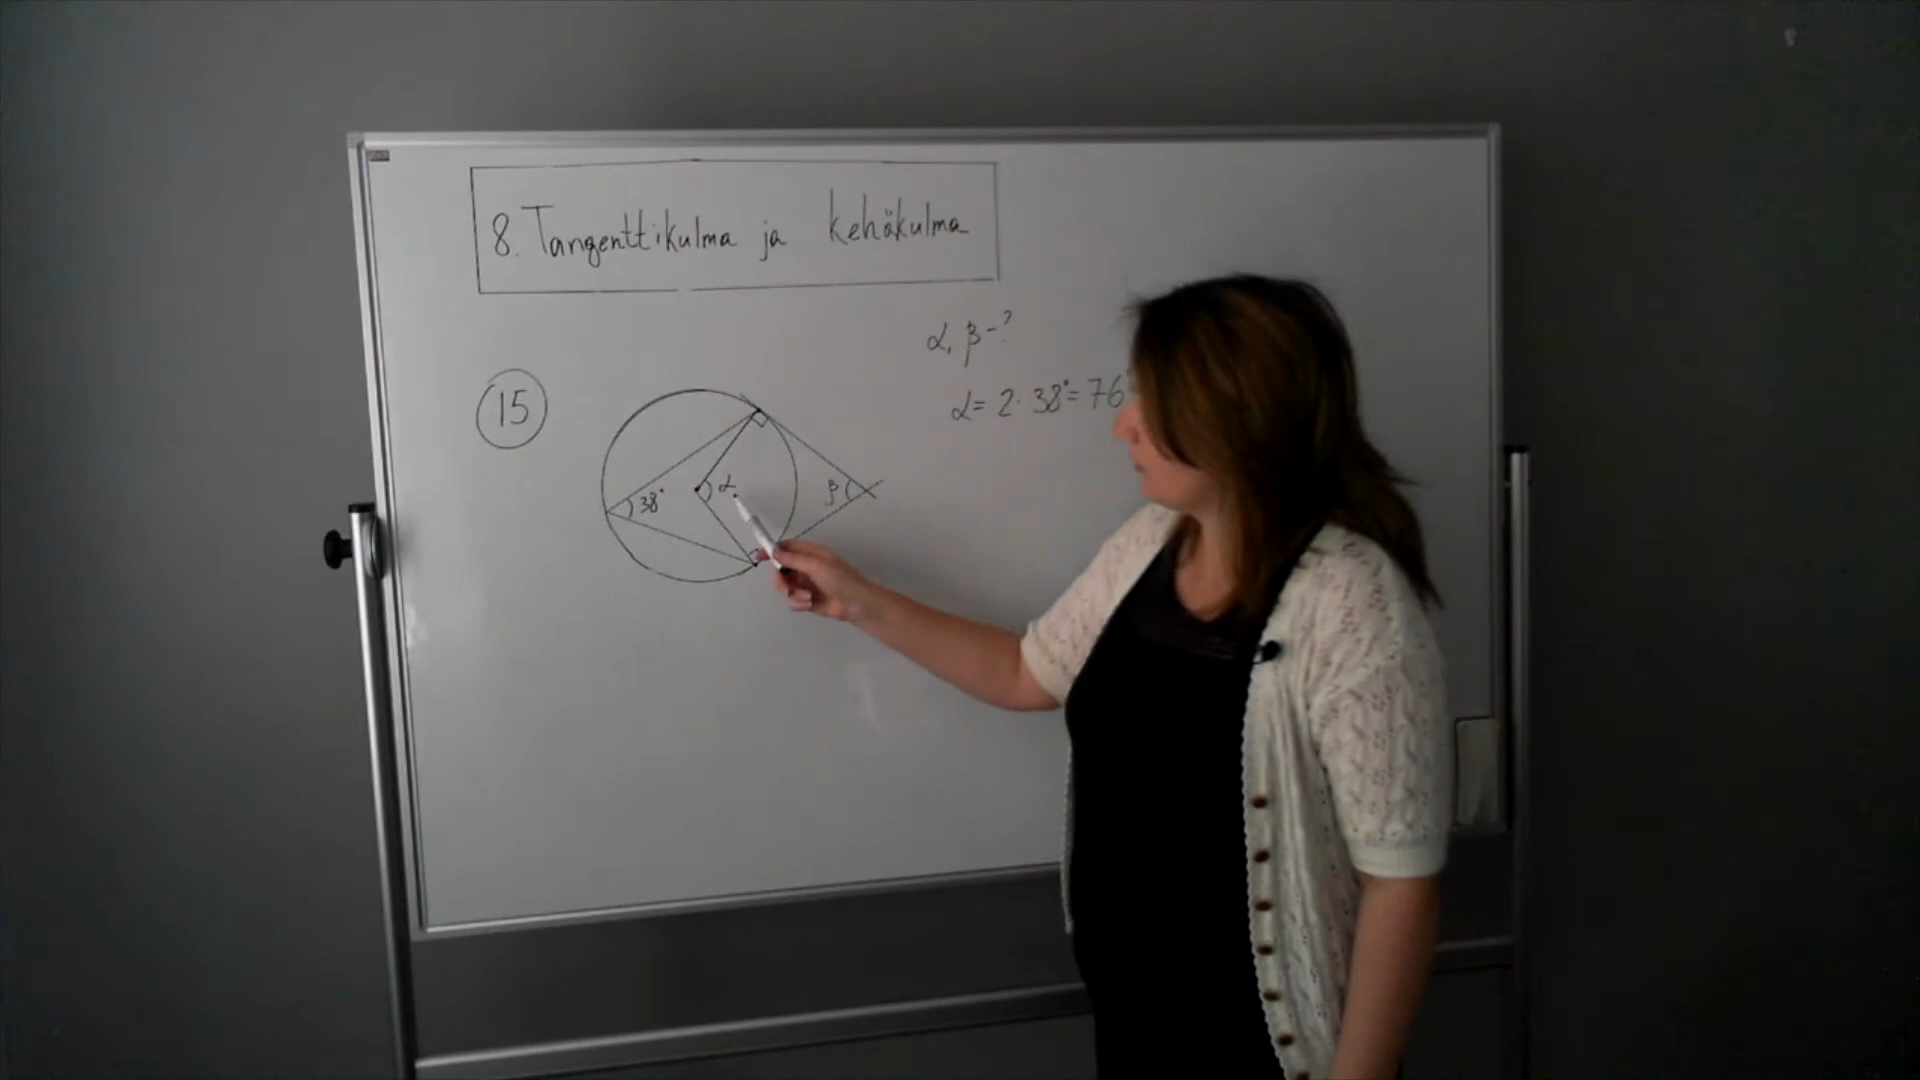 8. Tangenttikulma ja kehäkulma
α, β - ?
15
α = 2 · 38° = 76°
38°
α
β